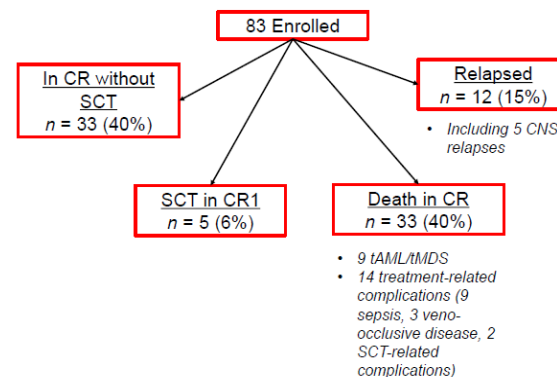 83 Enrolled
In CR without
SCT
n = 33 (40%)
Relapsed
n = 12 (15%)
• Including 5 CNS
relapses
SCT in CR1
n = 5 (6%)
Death in CR
n = 33 (40%)
• 9 tAML/tMDS
• 14 treatment-related
complications (9
sepsis, 3 veno-
occlusive disease, 2
SCT-related
complications)